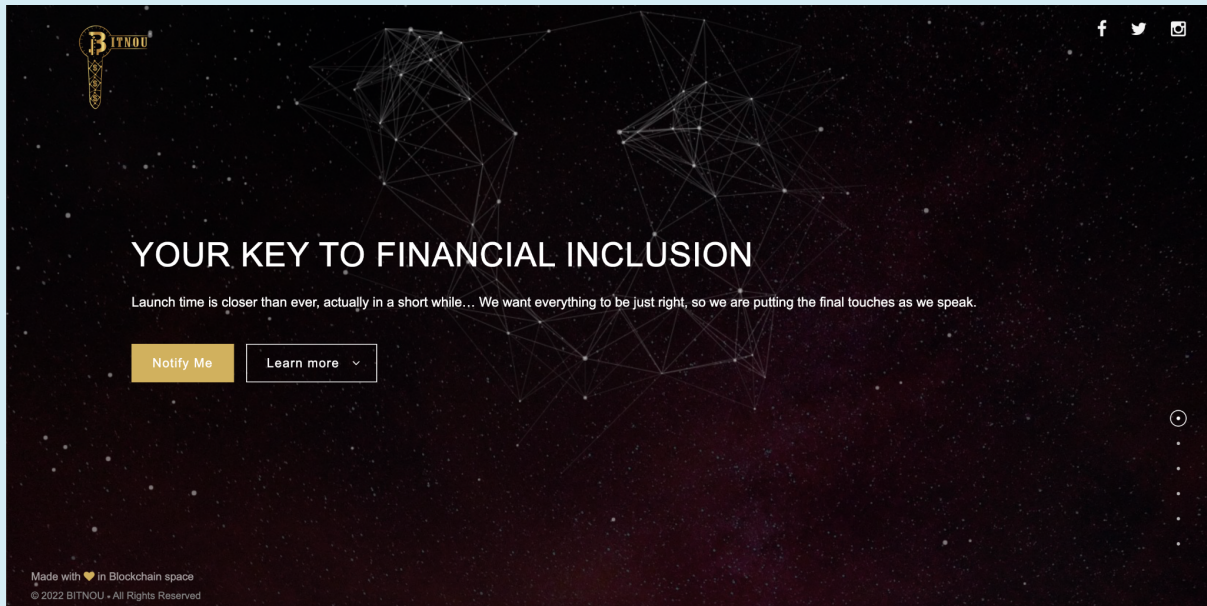 BITNOU
YOUR KEY TO FINANCIAL INCLUSION
Launch time is closer than ever, actually in a short while… We want everything to be just right, so we are putting the final touches as we speak.
Notify Me
Learn more
Made with in Blockchain space
© 2022 BITNOU • All Rights Reserved